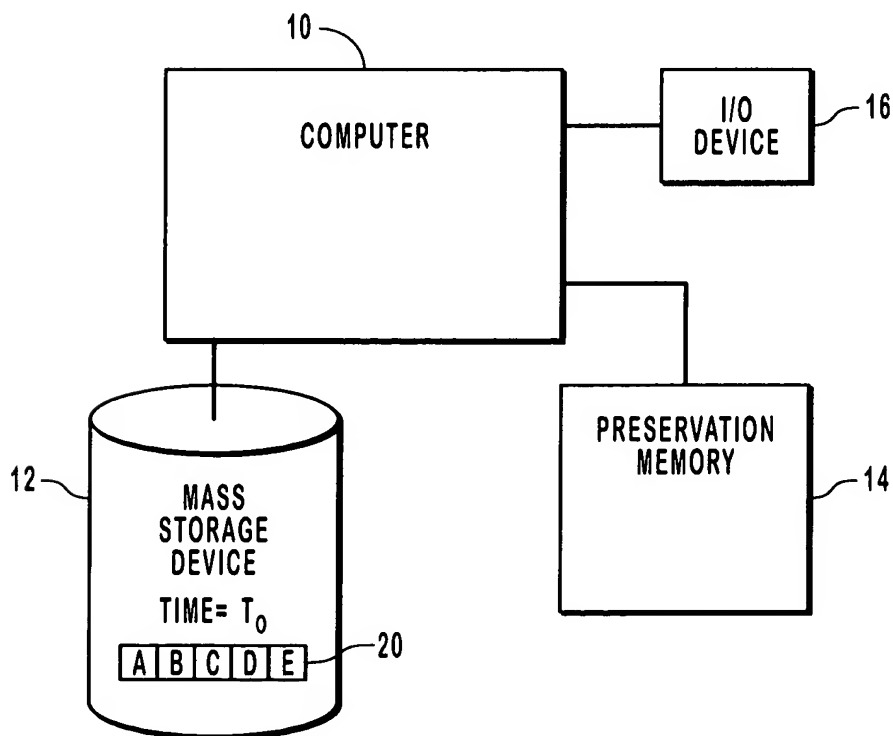 10
COMPUTER
I/O
DEVICE
16
PRESERVATION
MEMORY
14
12
MASS
STORAGE
DEVICE
TIME= T₀
A B C D E
20